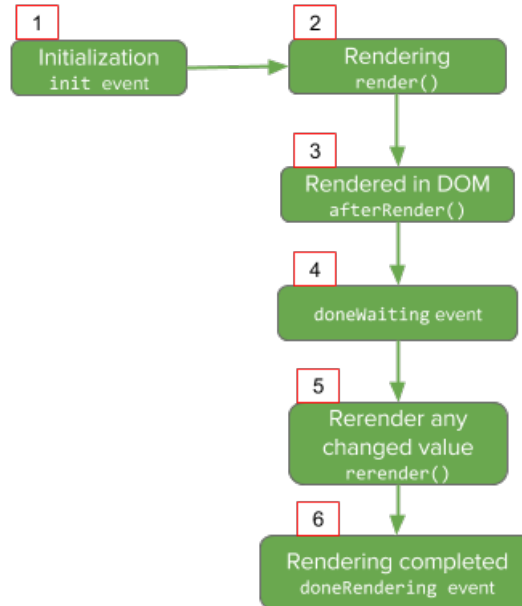 1
Initialization
init event
2
Rendering
render()
3
Rendered in DOM
afterRender()
4
doneWaiting event
5
Rerender any
changed value
rerender()
6
Rendering completed
doneRendering event